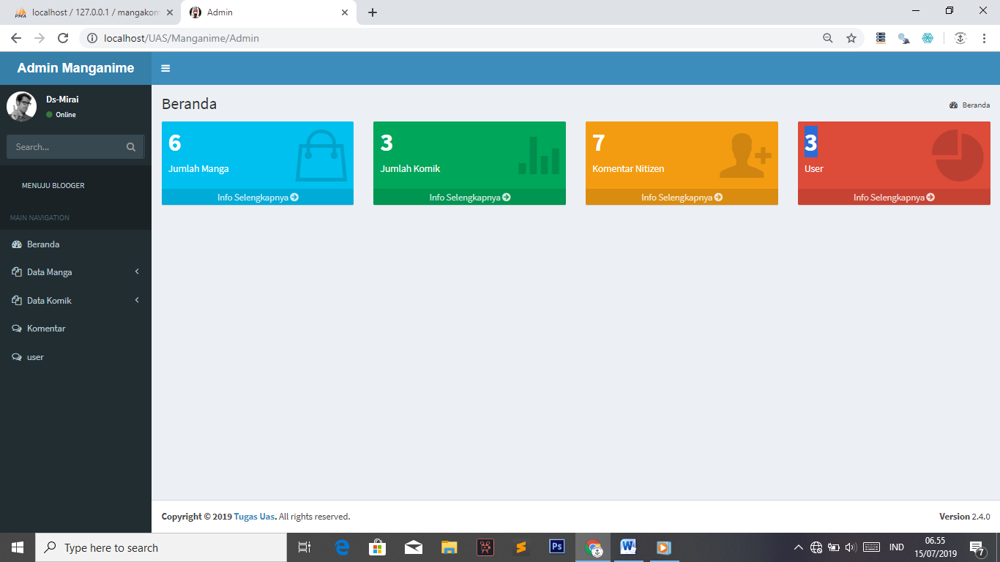 localhost / 127.0.0.1 / mangakom
Admin
localhost/UAS/Manganime/Admin
Admin Manganime
Ds-Mirai
Online
Search...
MENUJU BLOOGER
MAIN NAVIGATION
Beranda
Data Manga
Data Komik
Komentar
user
Beranda
Beranda
6
Jumlah Manga
Info Selengkapnya
3
Jumlah Komik
Info Selengkapnya
7
Komentar Nitizen
Info Selengkapnya
3
User
Info Selengkapnya
Copyright © 2019 Tugas Uas. All rights reserved.
Version 2.4.0
Type here to search
Ps
W
IND
06.55
15/07/2019
7